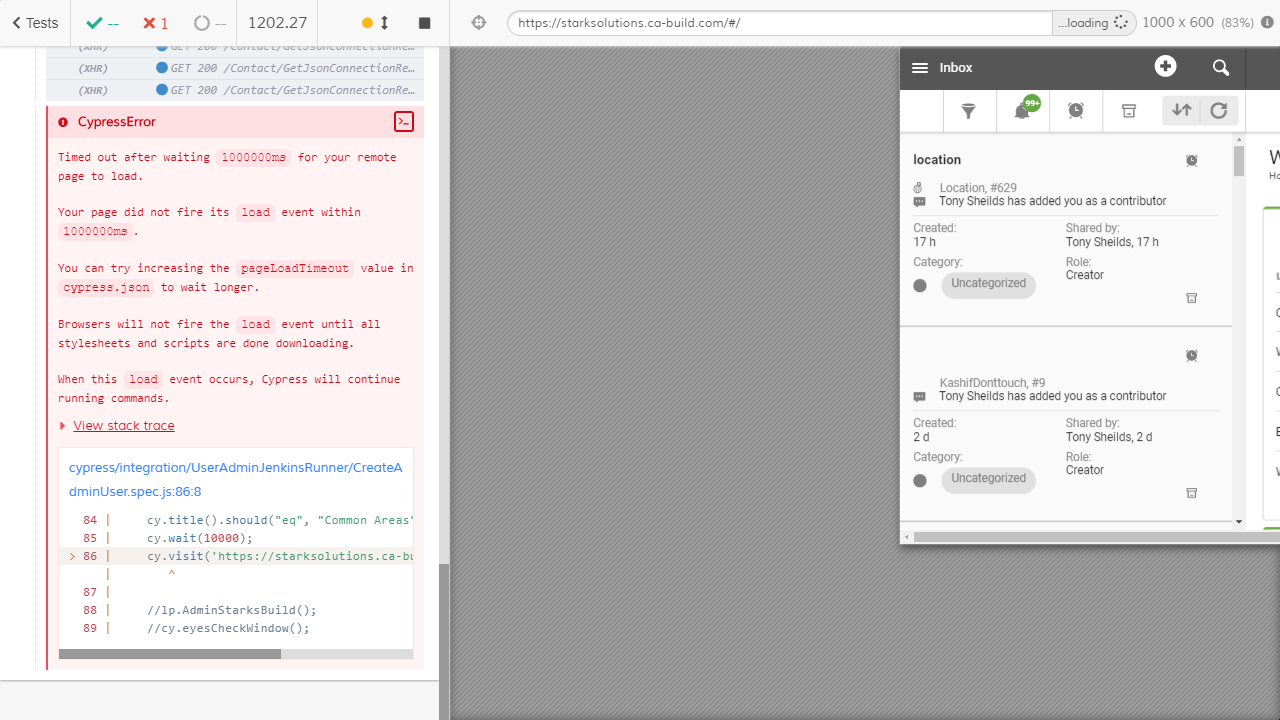 Tests
--
1
--
1202.27
https://starksolutions.ca-build.com/#/
...loading
1000 x 600 (83%)
(XHR) GET 200 /Contact/GetJsonConnectionRe…
(XHR) GET 200 /Contact/GetJsonConnectionRe…
(XHR) GET 200 /Contact/GetJsonConnectionRe…
CypressError
Timed out after waiting 1000000ms for your remote
page to load.
Your page did not fire its load event within
1000000ms.
You can try increasing the pageLoadTimeout value in
cypress.json to wait longer.
Browsers will not fire the load event until all
stylesheets and scripts are done downloading.
When this load event occurs, Cypress will continue
running commands.
View stack trace
cypress/integration/UserAdminJenkinsRunner/CreateA
dminUser.spec.js:86:8
84 | cy.title().should("eq", "Common Areas"
85 | cy.wait(10000);
> 86 | cy.visit('https://starksolutions.ca-bu
| ^
87 |
88 | //lp.AdminStarksBuild();
89 | //cy.eyesCheckWindow();
Inbox
99+
location
Location, #629
Tony Sheilds has added you as a contributor
Created:
17 h
Shared by:
Tony Sheilds, 17 h
Category:
Uncategorized
Role:
Creator
KashifDonttouch, #9
Tony Sheilds has added you as a contributor
Created:
2 d
Shared by:
Tony Sheilds, 2 d
Category:
Uncategorized
Role:
Creator